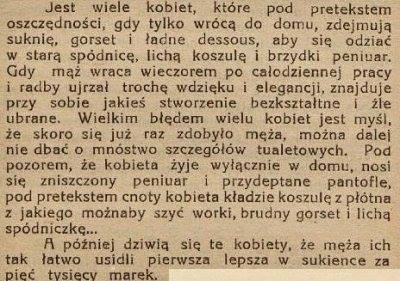 Jest wiele kobiet, które pod pretekstem
oszczędności, gdy tylko wrócą do domu, zdejmują
suknię, gorset i ładne dessous, aby się odziać
w starą spódnicę, lichą koszulę i brzydki peniuar.
Gdy mąż wraca wieczorem po całodziennej pracy
i radby ujrzał trochę wdzięku i elegancji, znajduje
przy sobie jakieś stworzenie bezkształtne i źle
ubrane. Wielkim błędem wielu kobiet jest myśl,
że skoro się już raz zdobyło męża, można dalej
nie dbać o mnóstwo szczegółów tualetowych. Pod
pozorem, że kobieta żyje wyłącznie w domu, nosi
się zniszczony peniuar i przydeptane pantofle,
pod pretekstem cnoty kobieta kładzie koszulę z płótna
z jakiego możnaby szyć worki, brudny gorset i lichą
spódniczkę...
A później dziwią się te kobiety, że męża ich
tak łatwo usidli pierwsza lepsza w sukience za
pięć tysięcy marek.